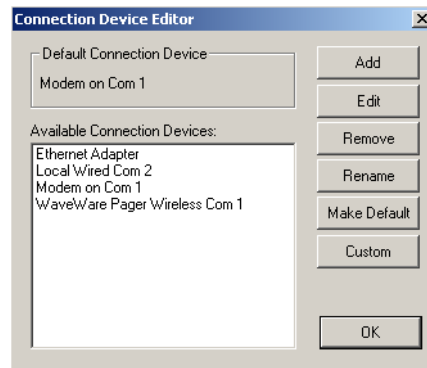 Connection Device Editor
Default Connection Device
Modem on Com 1
Add
Edit
Available Connection Devices:
Remove
Ethernet Adapter
Local Wired Com 2
Modem on Com 1
WaveWare Pager Wireless Com 1
Rename
Make Default
Custom
OK